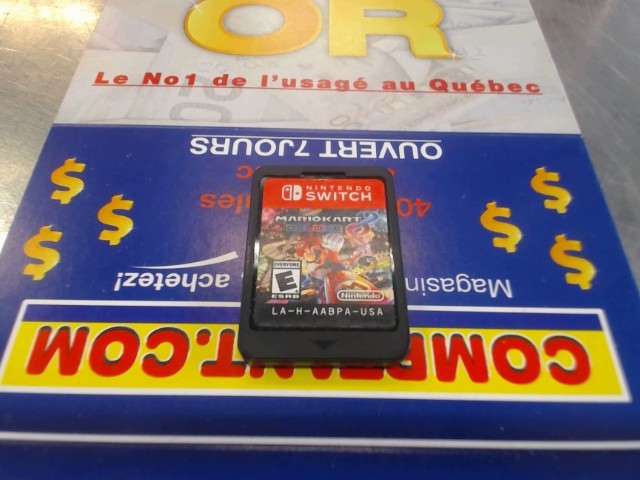 OR
Le No1 de l'usagé au Québec
OUVERT 7JOURS
40
Magasin
achetez!
COMPTANT.COM
NINTENDO
SWITCH
MARIOKART 8
DELUXE
EVERYONE
E
ESRB
Nintendo
LA-H-AABPA-USA